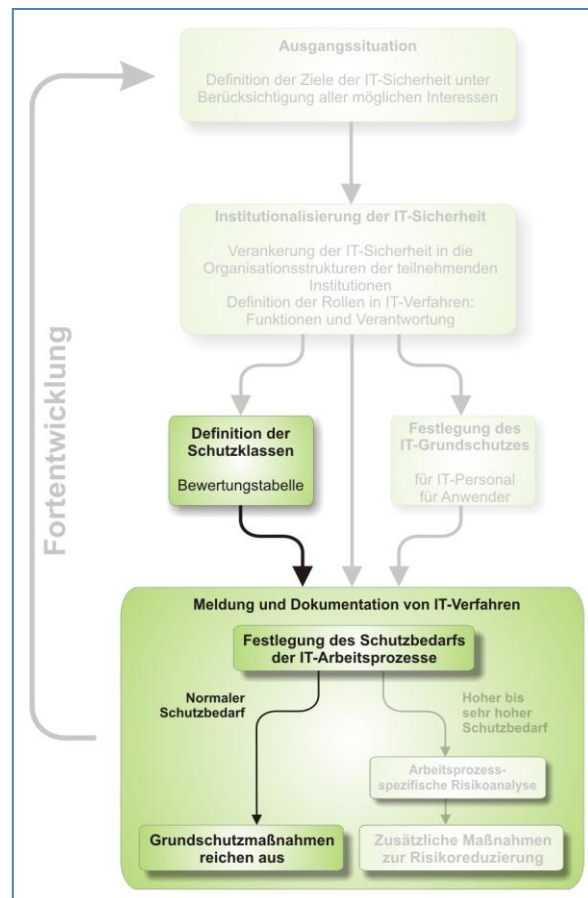 Ausgangssituation
Definition der Ziele der IT-Sicherheit unter
Berücksichtigung aller möglichen Interessen
Institutionalisierung der IT-Sicherheit
Verankerung der IT-Sicherheit in die
Organisationsstrukturen der teilnehmenden
Institutionen
Definition der Rollen in IT-Verfahren:
Funktionen und Verantwortung
Fortentwicklung
Definition der
Schutzklassen
Bewertungstabelle
Festlegung des
IT-Grundschutzes
für IT-Personal
für Anwender
Meldung und Dokumentation von IT-Verfahren
Festlegung des Schutzbedarfs
der IT-Arbeitsprozesse
Normaler
Schutzbedarf
Hoher bis
sehr hoher
Schutzbedarf
Arbeitsprozess-
spezifische Risikoanalyse
Grundschutzmaßnahmen
reichen aus
Zusätzliche Maßnahmen
zur Risikoreduzierung